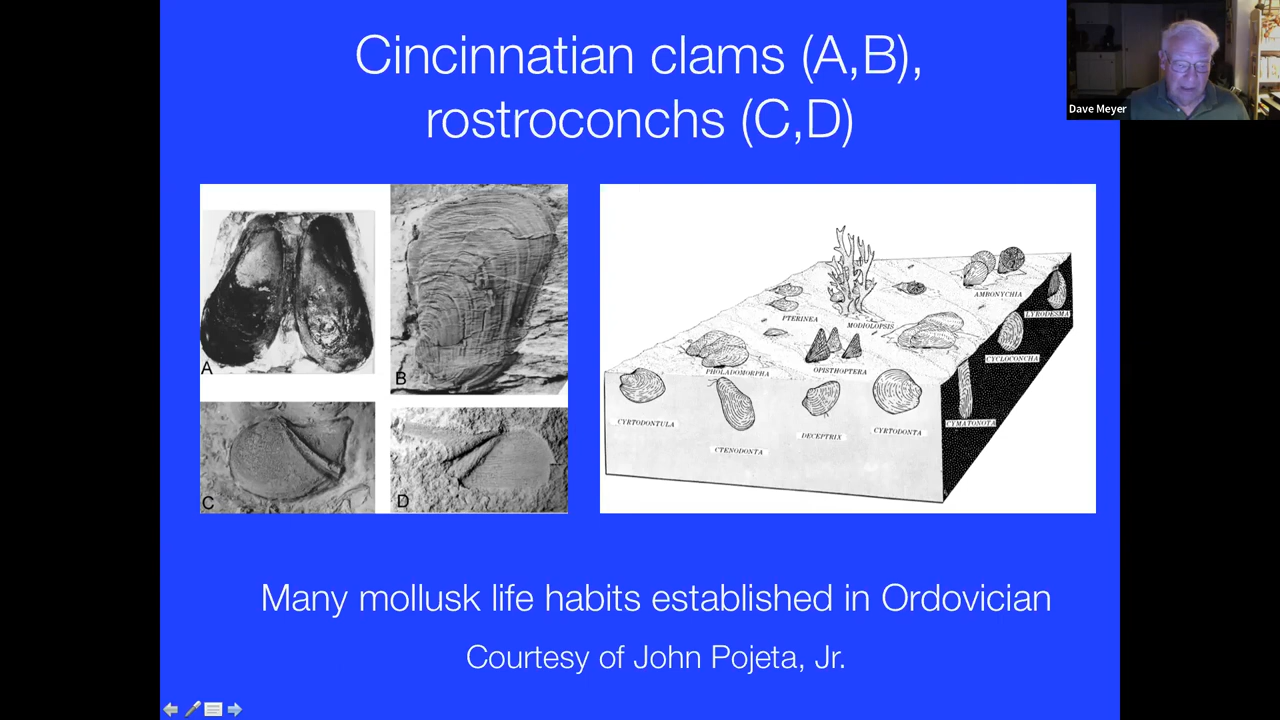 Cincinnatian clams (A,B),
rostroconchs (C,D)
Dave Meyer
A
B
C
D
AMBONYCHIA
LYRODESMA
PTERINEA
MODIOLOPSIS
CYCLOCONCHA
PHOLADOMORPHA
OPISTHOPTERA
CYRTODONTULA
CYMATONOTA
DECEPTRIX
CYRTODONTA
CTENODONTA
Many mollusk life habits established in Ordovician
Courtesy of John Pojeta, Jr.